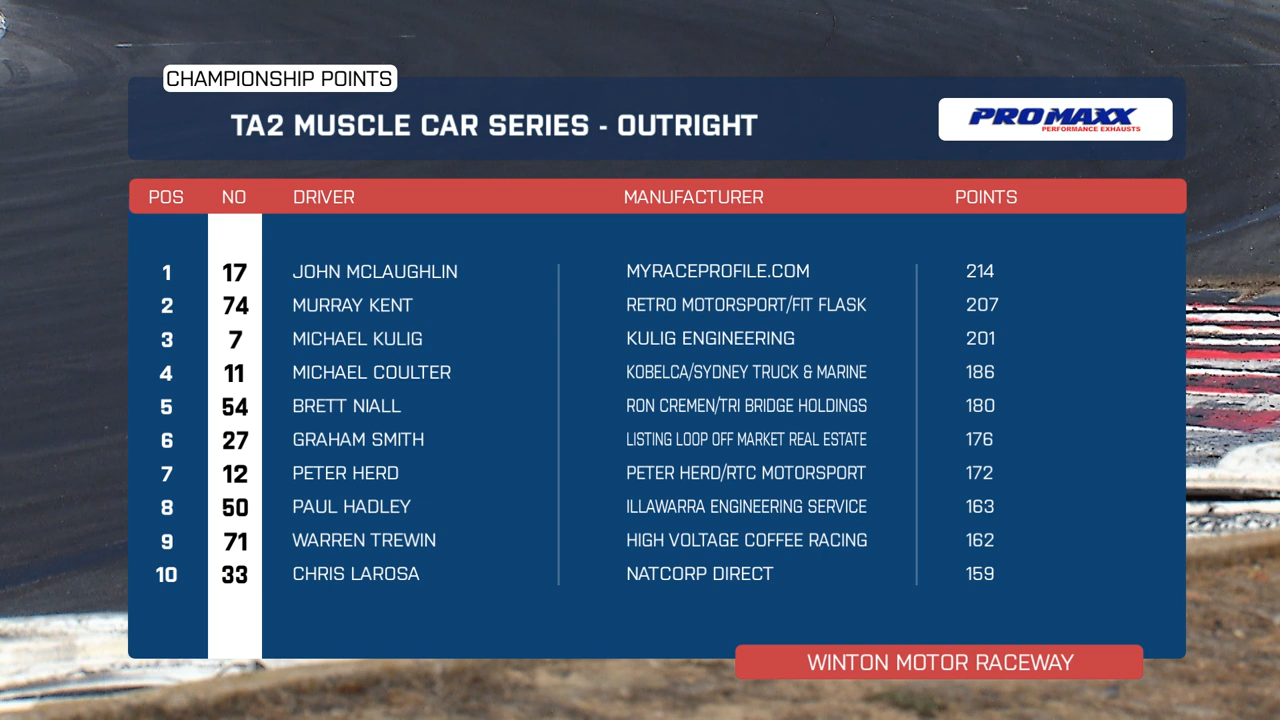 CHAMPIONSHIP POINTS
TA2 MUSCLE CAR SERIES - OUTRIGHT
PROMAXX
PERFORMANCE EXHAUSTS
POS NO DRIVER MANUFACTURER POINTS
1 17 JOHN MCLAUGHLIN MYRACEPROFILE.COM 214
2 74 MURRAY KENT RETRO MOTORSPORT/FIT FLASK 207
3 7 MICHAEL KULIG KULIG ENGINEERING 201
4 11 MICHAEL COULTER KOBELCA/SYDNEY TRUCK & MARINE 186
5 54 BRETT NIALL RON CREMEN/TRI BRIDGE HOLDINGS 180
6 27 GRAHAM SMITH LISTING LOOP OFF MARKET REAL ESTATE 176
7 12 PETER HERD PETER HERD/RTC MOTORSPORT 172
8 50 PAUL HADLEY ILLAWARRA ENGINEERING SERVICE 163
9 71 WARREN TREWIN HIGH VOLTAGE COFFEE RACING 162
10 33 CHRIS LAROSA NATCORP DIRECT 159
WINTON MOTOR RACEWAY